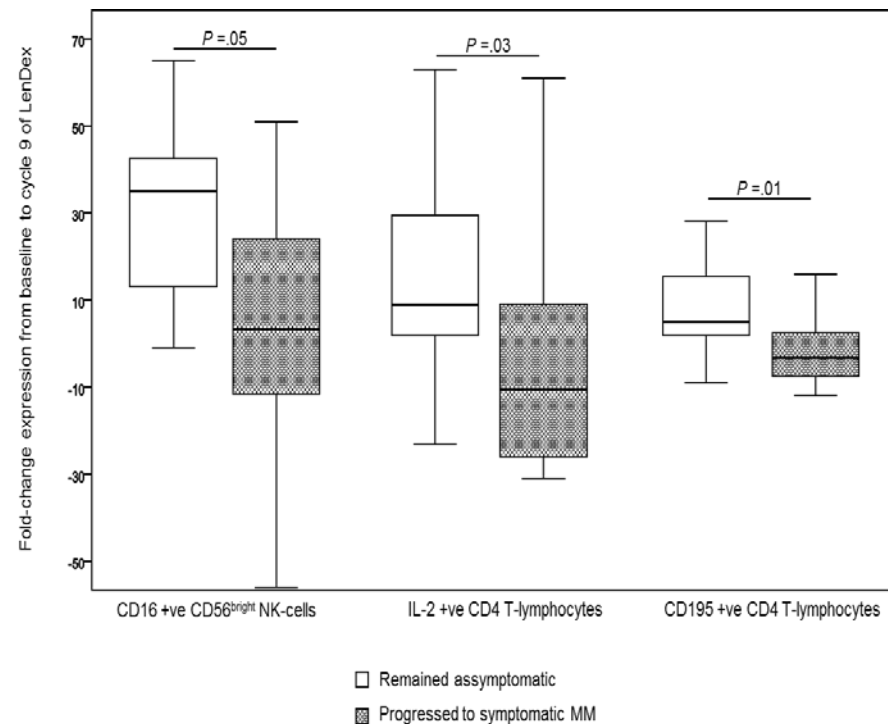 Fold-change expression from baseline to cycle 9 of LenDex
70
50
30
10
-10
-30
-50
P =.05
P =.03
P =.01
CD16 +ve CD56bright NK-cells
IL-2 +ve CD4 T-lymphocytes
CD195 +ve CD4 T-lymphocytes
Remained assymptomatic
Progressed to symptomatic MM